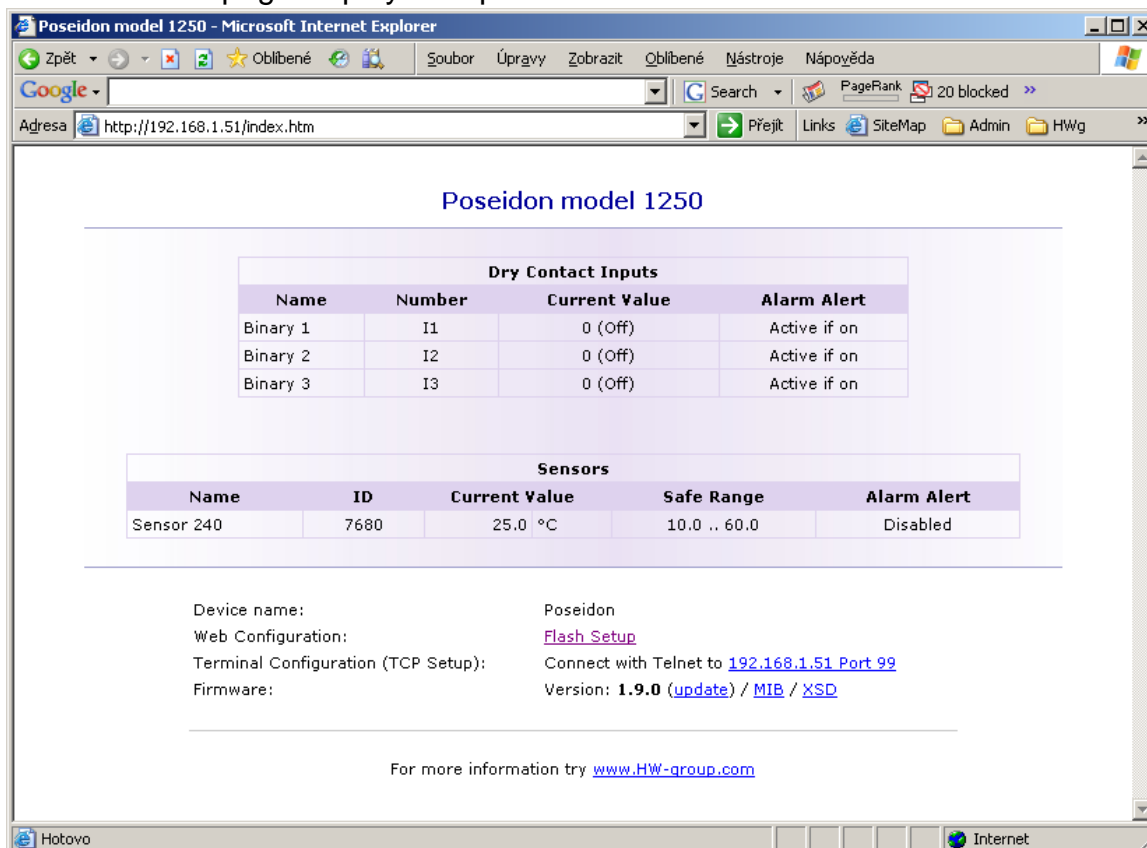 Poseidon model 1250 - Microsoft Internet Explorer
Zpět Oblíbené Soubor Úpravy Zobrazit Oblíbené Nástroje Nápověda
Google Search PageRank 20 blocked »
Adresa http://192.168.1.51/index.htm Přejít Links SiteMap Admin HWg »
Poseidon model 1250
Dry Contact Inputs
Name Number Current Value Alarm Alert
Binary 1 I1 0 (Off) Active if on
Binary 2 I2 0 (Off) Active if on
Binary 3 I3 0 (Off) Active if on
Sensors
Name ID Current Value Safe Range Alarm Alert
Sensor 240 7680 25.0 °C 10.0 .. 60.0 Disabled
Device name: Poseidon
Web Configuration: Flash Setup
Terminal Configuration (TCP Setup): Connect with Telnet to 192.168.1.51 Port 99
Firmware: Version: 1.9.0 (update) / MIB / XSD
For more information try www.HW-group.com
Hotovo Internet